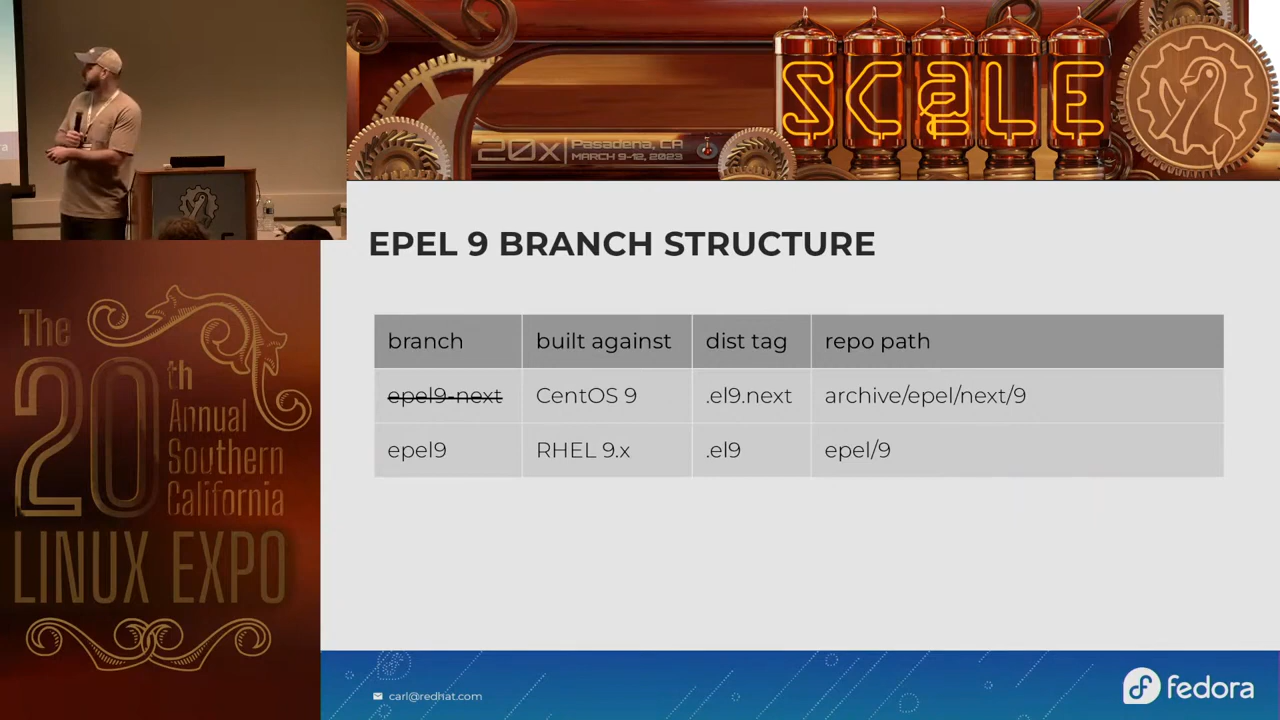 SCaLE
20x Pasadena, CA
MARCH 9-12, 2023
The
20th
Annual
Southern
California
LINUX EXPO
EPEL 9 BRANCH STRUCTURE
branch built against dist tag repo path
epel9-next CentOS 9 .el9.next archive/epel/next/9
epel9 RHEL 9.x .el9 epel/9
carl@redhat.com
fedora